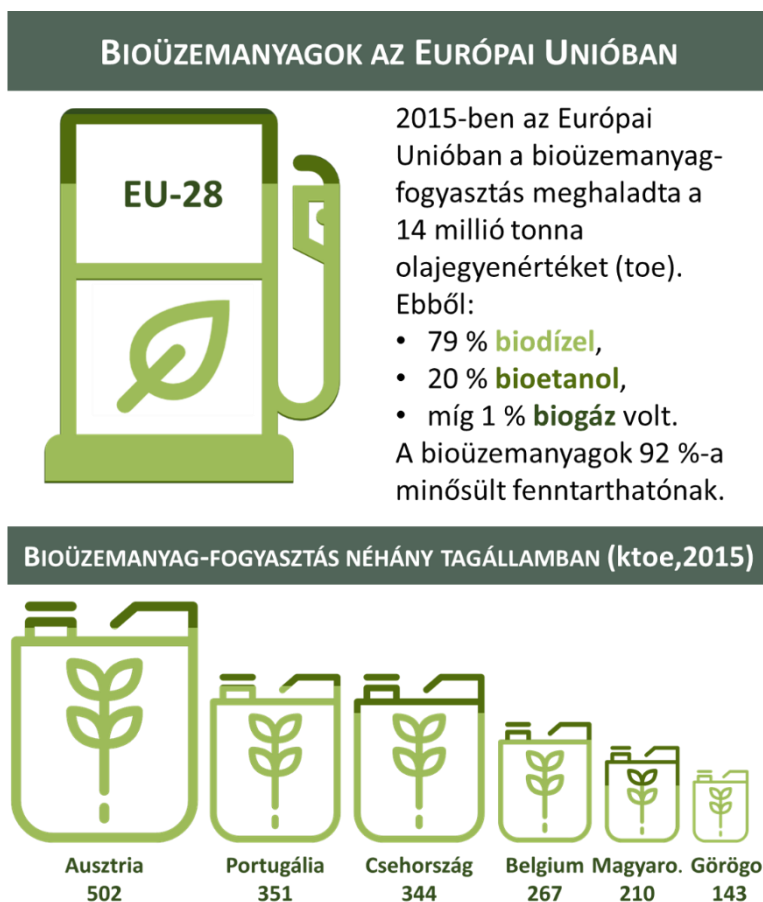 BIOÜZEMANYAGOK AZ EURÓPAI UNIÓBAN
EU-28
2015-ben az Európai
Unióban a bioüzemanyag-
fogyasztás meghaladta a
14 millió tonna
olajegyenértéket (toe).
Ebből:
• 79 % biodízel,
• 20 % bioetanol,
• míg 1 % biogáz volt.
A bioüzemanyagok 92 %-a
minősült fenntarthatónak.
BIOÜZEMANYAG-FOGYASZTÁS NÉHÁNY TAGÁLLAMBAN (ktoe,2015)
Ausztria Portugália Csehország Belgium Magyaro. Görögo
502 351 344 267 210 143